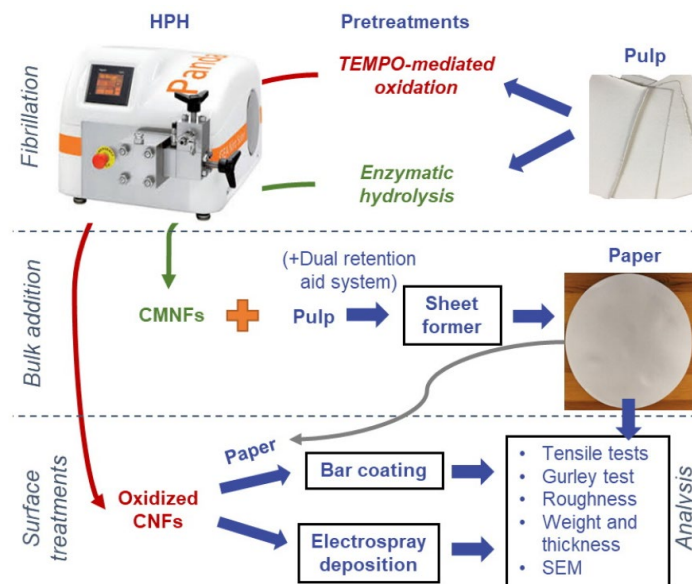 HPH
Pretreatments
Panda
TEMPO-mediated
oxidation
Pulp
Fibrillation
Enzymatic
hydrolysis
Bulk addition
(+Dual retention
aid system)
Paper
CMNFs
Pulp
Sheet
former
Surface
treatments
Paper
Oxidized
CNFs
Bar coating
Electrospray
deposition
• Tensile tests
• Gurley test
• Roughness
• Weight and
thickness
• SEM
Analysis